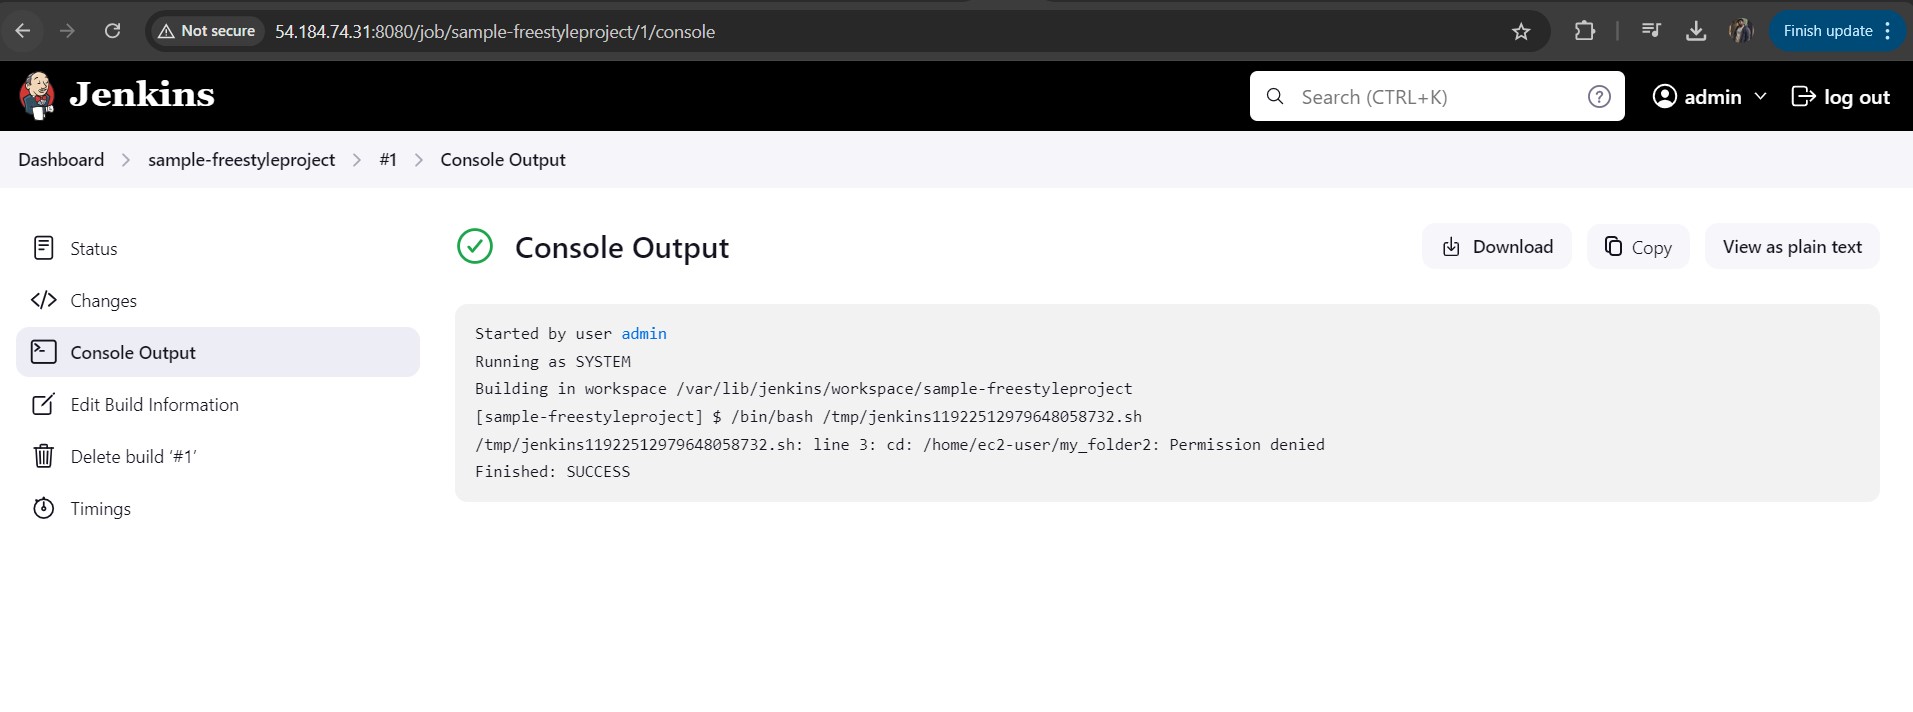 Not secure 54.184.74.31:8080/job/sample-freestyleproject/1/console Finish update
Jenkins Search (CTRL+K) admin log out
Dashboard sample-freestyleproject #1 Console Output
Status
Changes
Console Output
Edit Build Information
Delete build ‘#1’
Timings
Console Output
Download Copy View as plain text
Started by user admin
Running as SYSTEM
Building in workspace /var/lib/jenkins/workspace/sample-freestyleproject
[sample-freestyleproject] $ /bin/bash /tmp/jenkins11922512979648058732.sh
/tmp/jenkins11922512979648058732.sh: line 3: cd: /home/ec2-user/my_folder2: Permission denied
Finished: SUCCESS